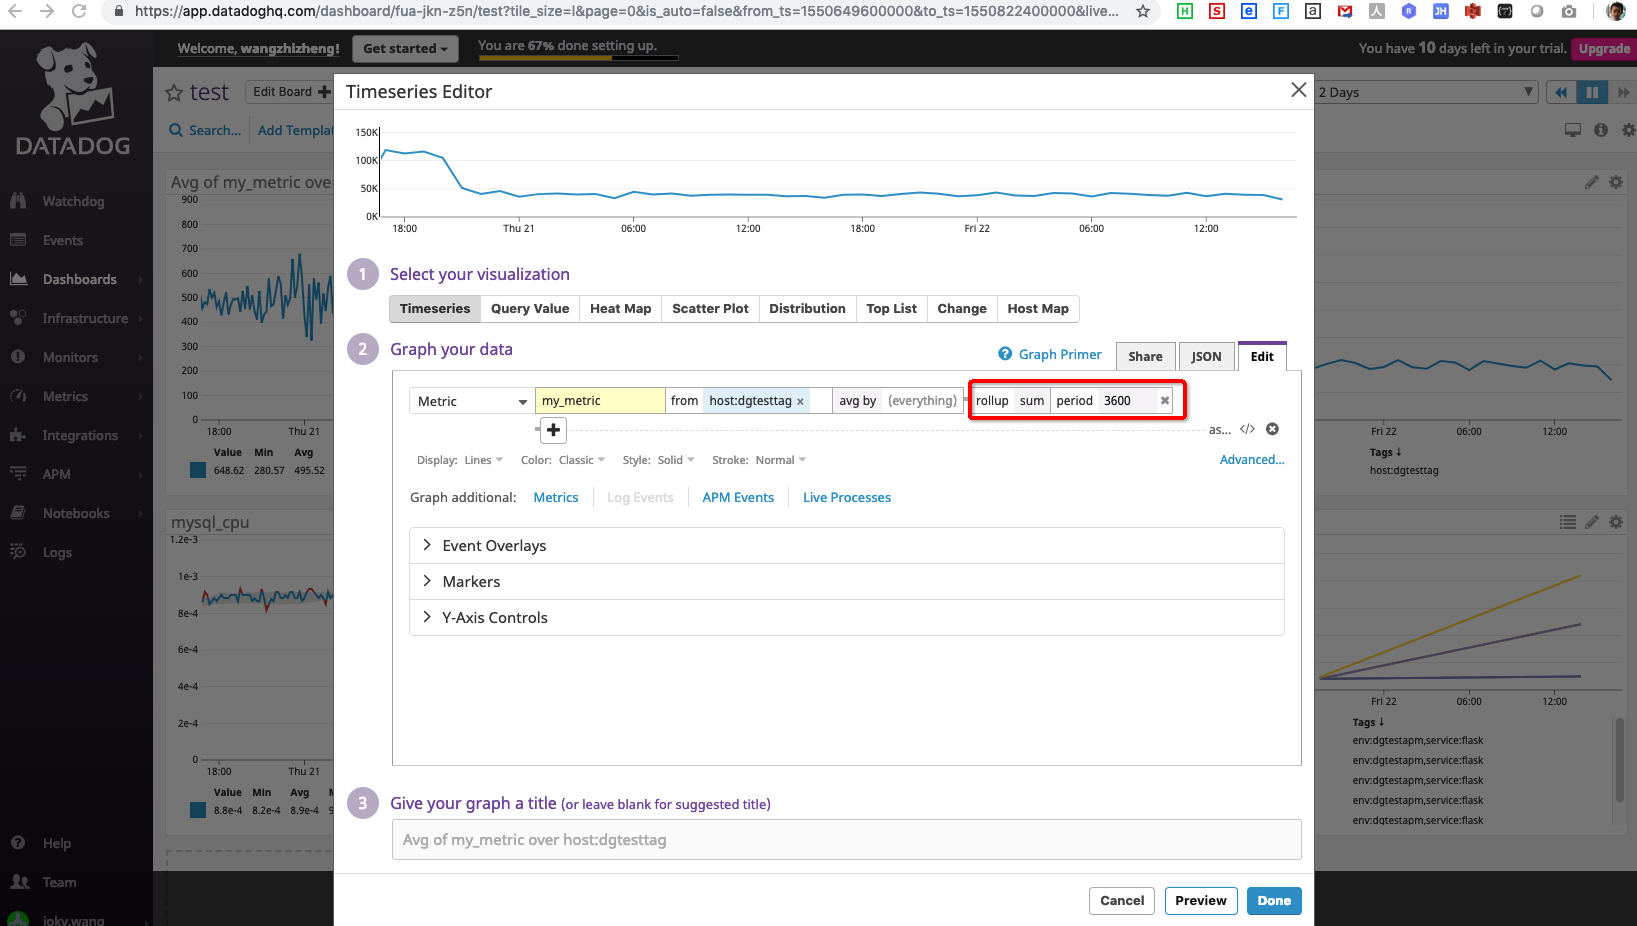 https://app.datadoghq.com/dashboard/fua-jkn-z5n/test?tile_size=l&page=0&is_auto=false&from_ts=1550649600000&to_ts=1550822400000&live...
Welcome, wangzhizheng!
Get started
You are 67% done setting up.
You have 10 days left in your trial.
Upgrade
DATADOG
Watchdog
Events
Dashboards
Infrastructure
Monitors
Metrics
Integrations
APM
Notebooks
Logs
Help
Team
joky.wang
test
Edit Board
2 Days
Search...
Add Templat
Avg of my_metric ove
900
800
700
600
500
400
300
200
100
0
18:00 Thu 21
Value Min Avg
648.62 280.57 495.52
mysql_cpu
1.2e-3
1e-3
8e-4
6e-4
4e-4
2e-4
0
18:00 Thu 21
Value Min Avg
8.8e-4 8.2e-4 8.9e-4
Timeseries Editor
150K
100K
50K
0K
18:00 Thu 21 06:00 12:00 18:00 Fri 22 06:00 12:00
1 Select your visualization
Timeseries Query Value Heat Map Scatter Plot Distribution Top List Change Host Map
2 Graph your data
Graph Primer
Share JSON Edit
Metric my_metric from host:dgtesttag × avg by (everything) rollup sum period 3600
as... </>
Display: Lines Color: Classic Style: Solid Stroke: Normal
Advanced...
Graph additional: Metrics Log Events APM Events Live Processes
Event Overlays
Markers
Y-Axis Controls
3 Give your graph a title (or leave blank for suggested title)
Avg of my_metric over host:dgtesttag
Cancel Preview Done
Fri 22 06:00 12:00
Tags
host:dgtesttag
Fri 22 06:00 12:00
Tags
env:dgtestapm,service:flask
env:dgtestapm,service:flask
env:dgtestapm,service:flask
env:dgtestapm,service:flask
env:dgtestapm,service:flask